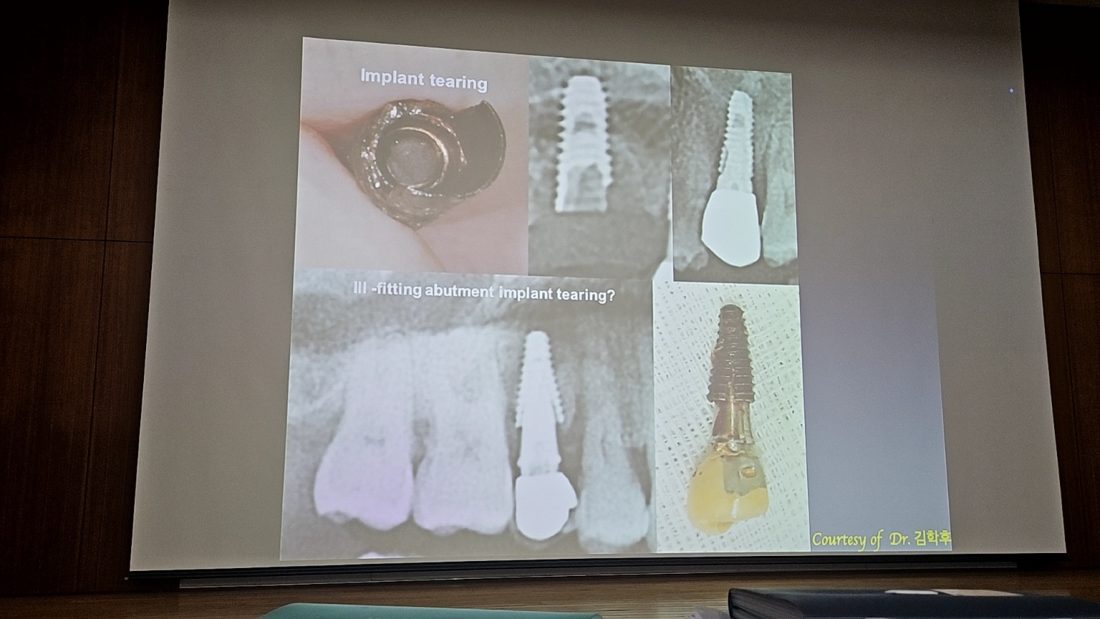 Implant tearing
Ill -fitting abutment implant tearing?
Courtesy of Dr. 김학후